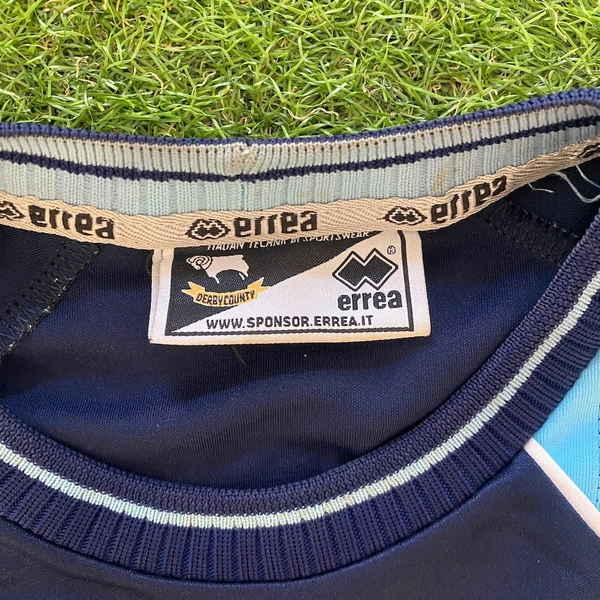 errea
errea
errea
ITALIAN TECHNIC IN SPORTSWEAR
DERBY COUNTY
errea
WWW.SPONSOR.ERREA.IT